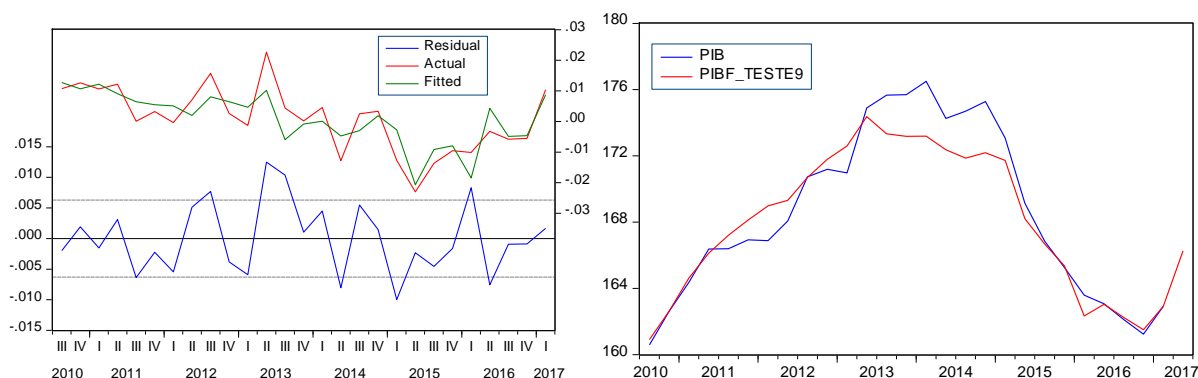 .03
.02
.01
.00
-.01
-.02
-.03
.015
.010
.005
.000
-.005
-.010
-.015
Residual
Actual
Fitted
III IV I II III IV I II III IV I II III IV I II III IV I II III IV I II III IV I
2010 2011 2012 2013 2014 2015 2016 2017
180
176
172
168
164
160
PIB
PIBF_TESTE9
2010 2011 2012 2013 2014 2015 2016 2017